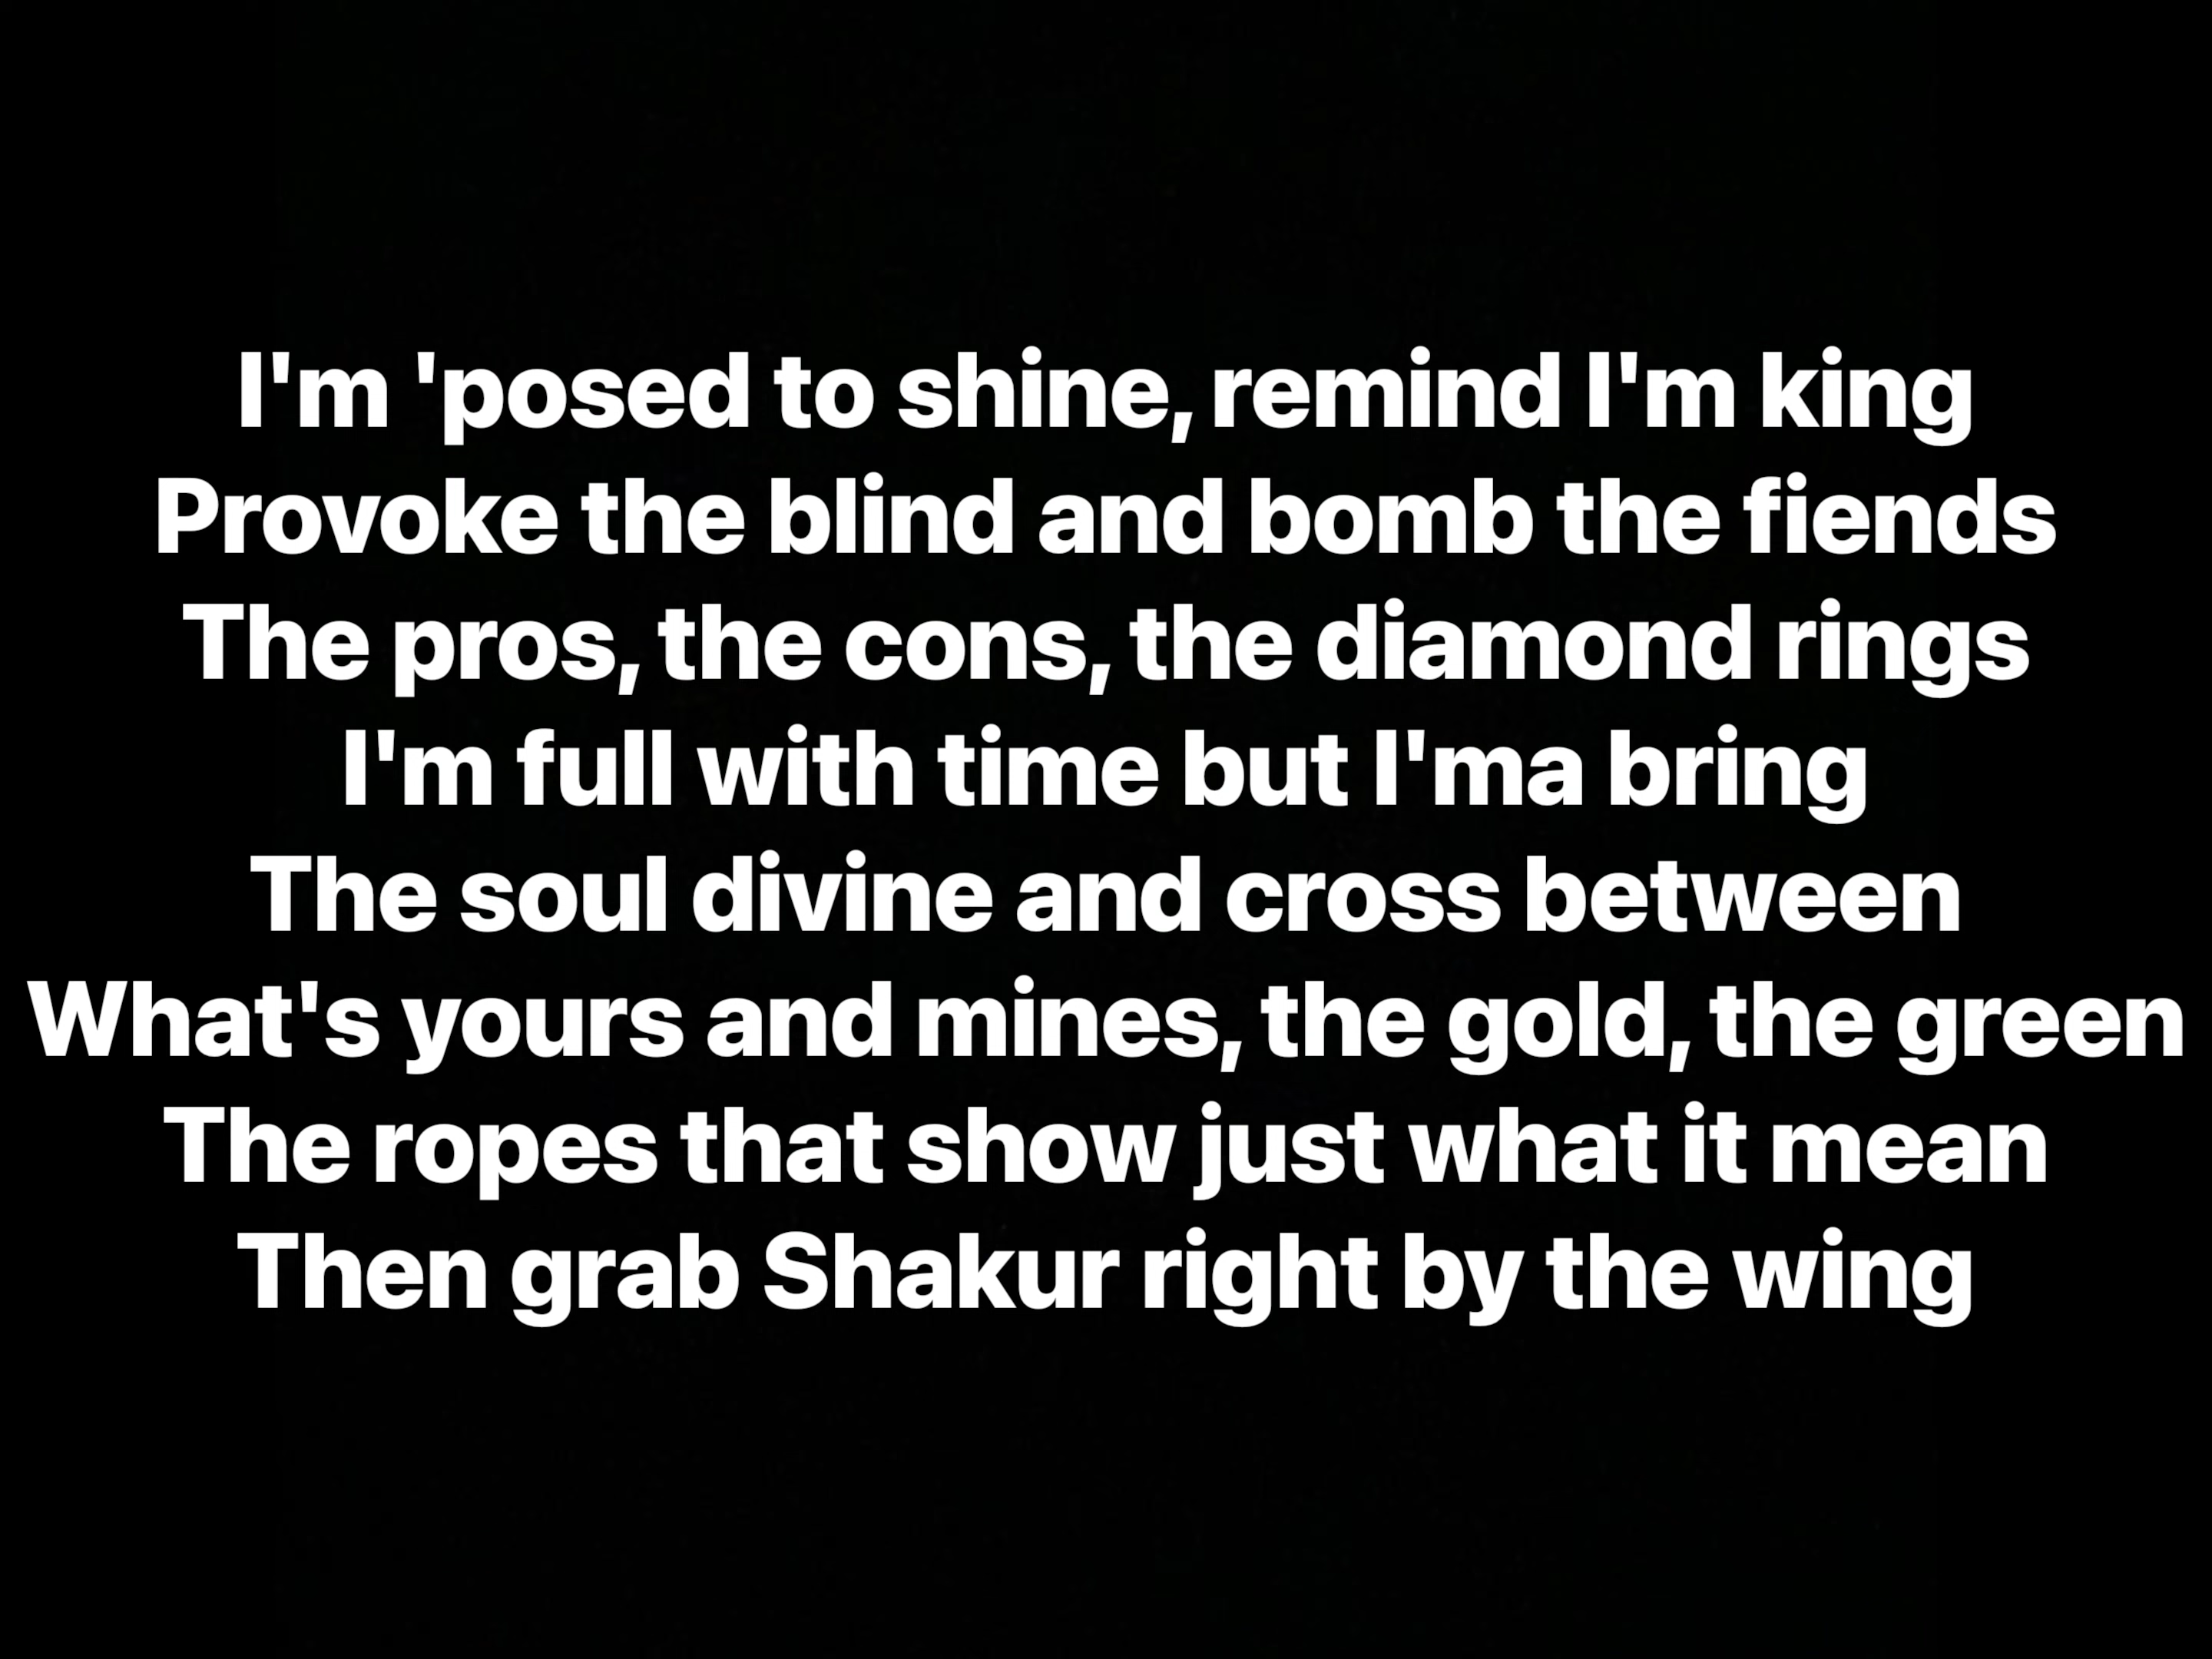 I'm 'posed to shine, remind I'm king
Provoke the blind and bomb the fiends
The pros, the cons, the diamond rings
I'm full with time but I'ma bring
The soul divine and cross between
What's yours and mines, the gold, the green
The ropes that show just what it mean
Then grab Shakur right by the wing